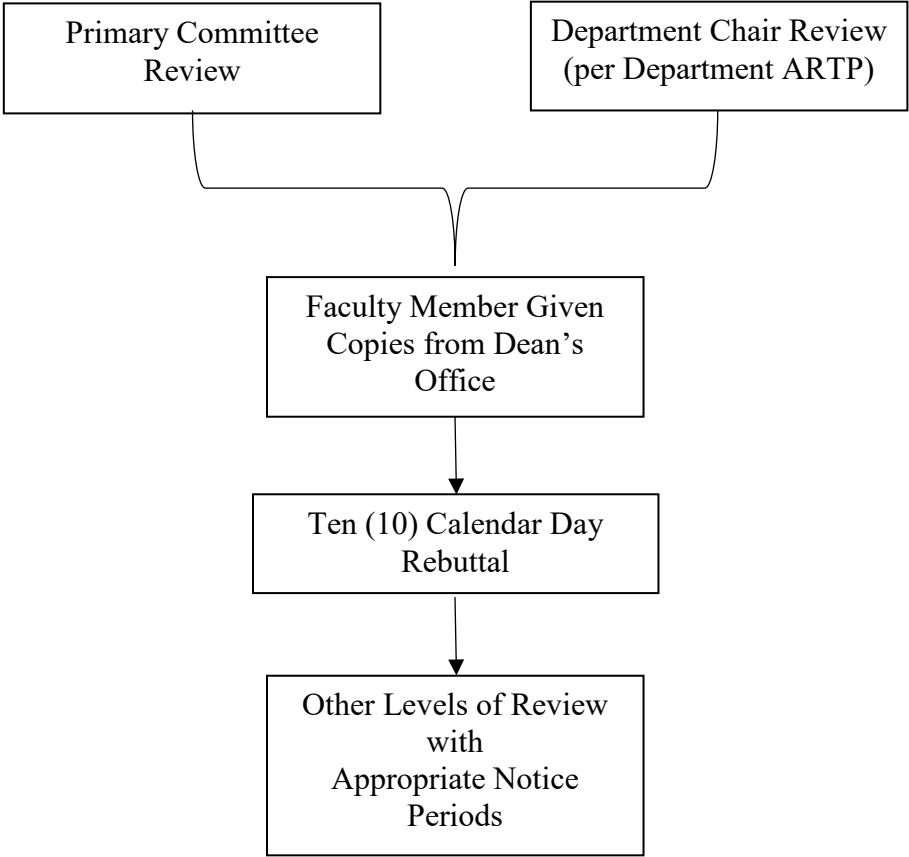 Primary Committee
Review
Department Chair Review
(per Department ARTP)
Faculty Member Given
Copies from Dean’s
Office
Ten (10) Calendar Day
Rebuttal
Other Levels of Review
with
Appropriate Notice
Periods